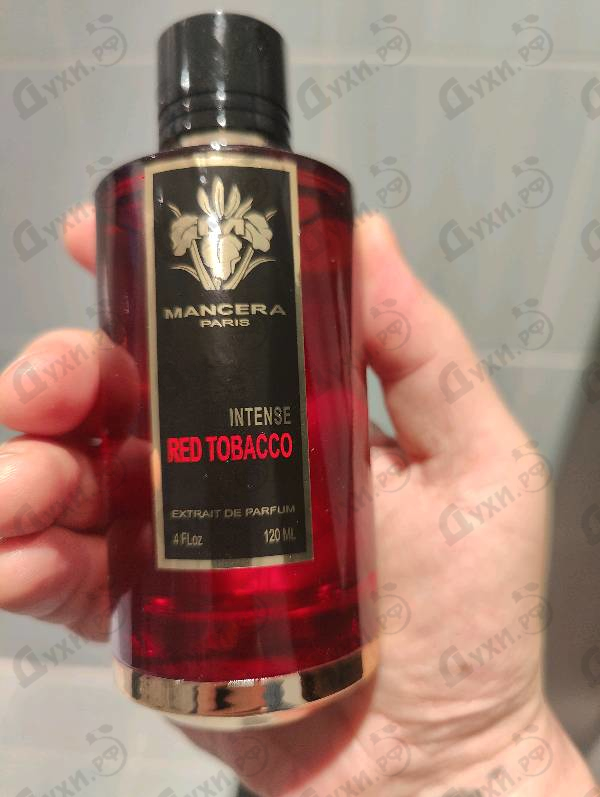 MANCERA
PARIS
INTENSE
RED TOBACCO
EXTRAIT DE PARFUM
4 FLoz 120 ML
Духи.РФ